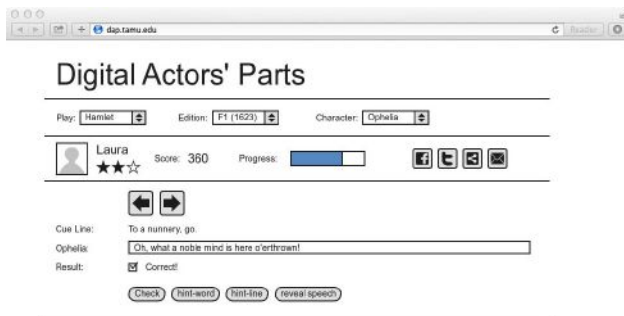 dap.tamu.edu
Reader
Digital Actors' Parts
Play: Hamlet Edition: F1 (1623) Character: Ophelia
Laura
Score: 360 Progress:
Cue Line: To a nunnery, go.
Ophelia: Oh, what a noble mind is here o'erthrown!
Result: Correct!
Check hint-word hint-line reveal speech